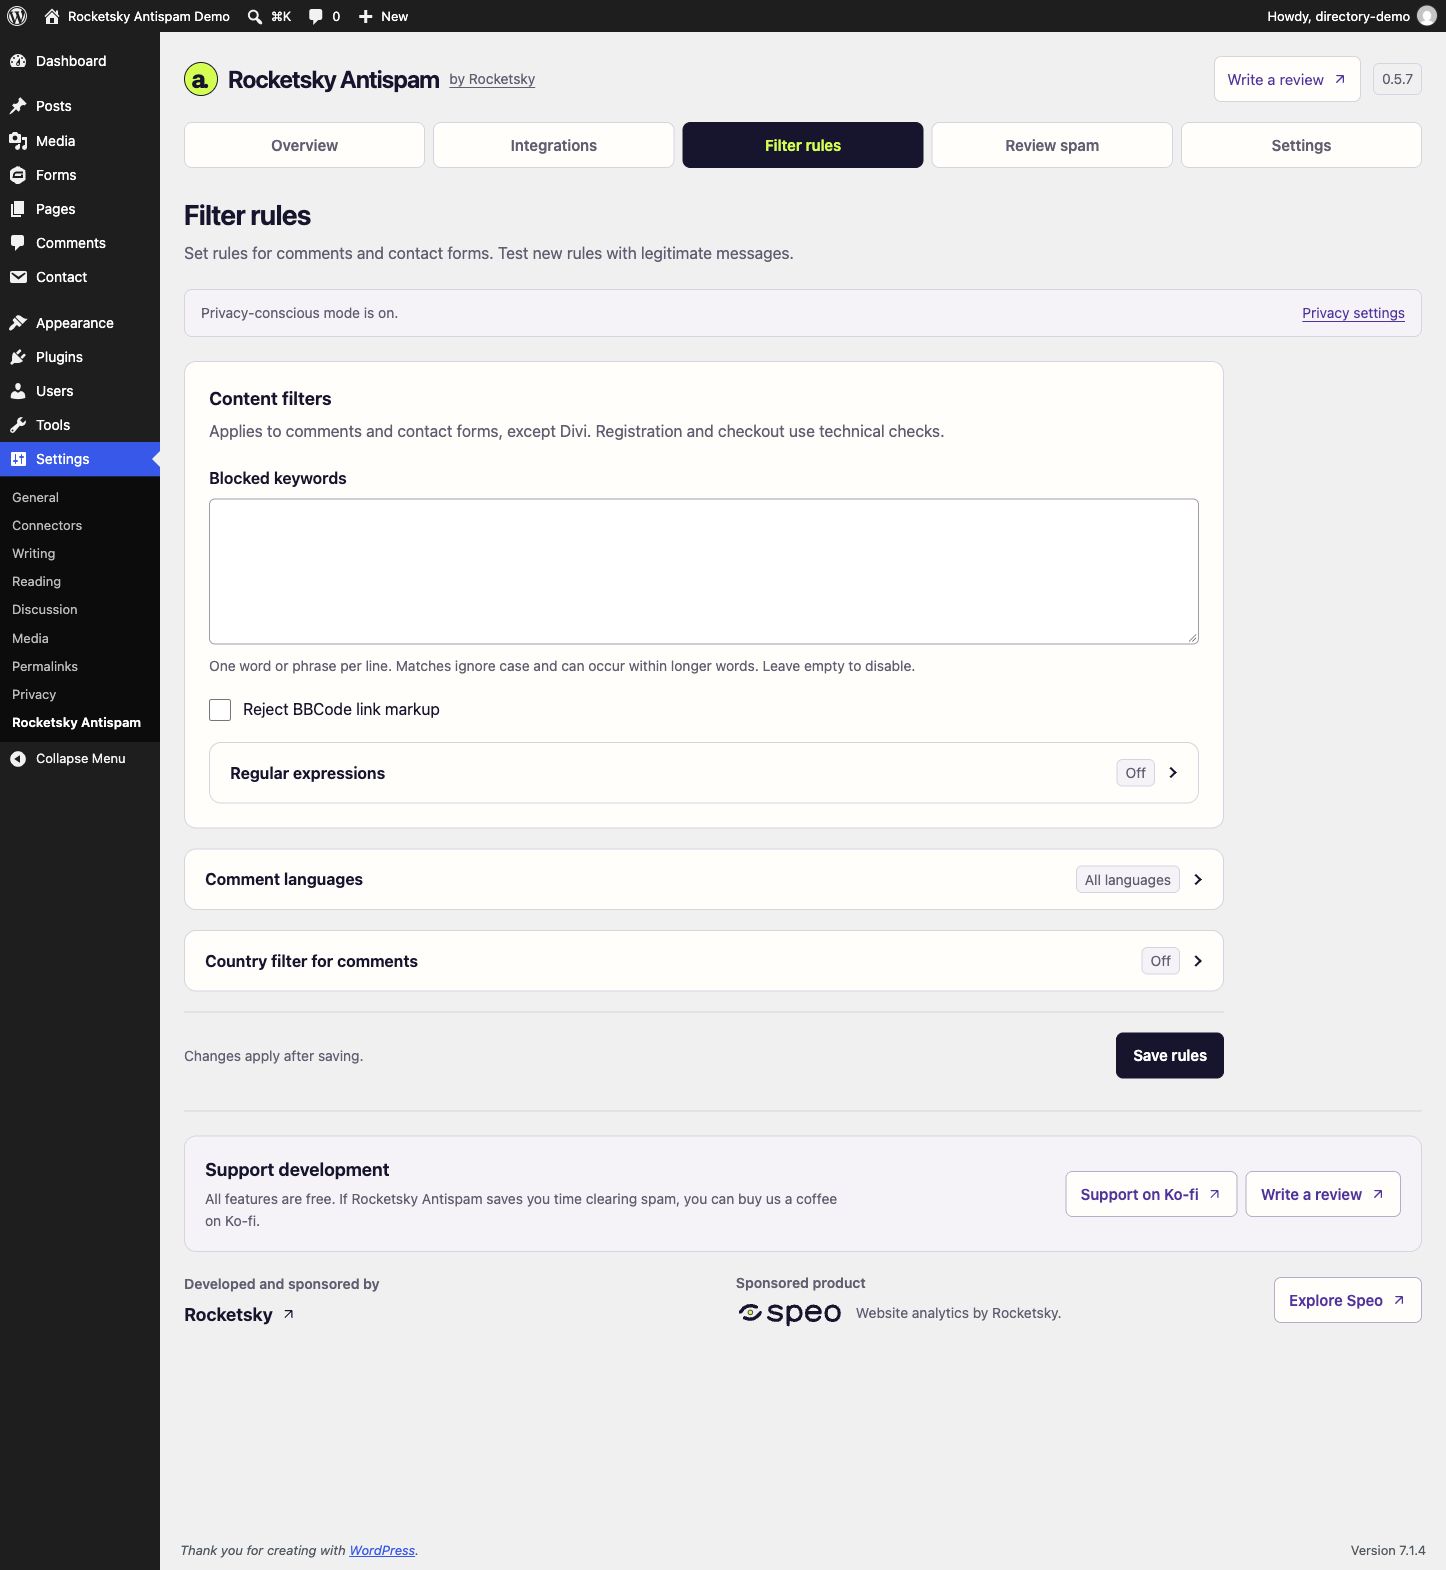 Rocketsky Antispam Demo
⌘K
0
New
Howdy, directory-demo
Dashboard
Posts
Media
Forms
Pages
Comments
Contact
Appearance
Plugins
Users
Tools
Settings
General
Connectors
Writing
Reading
Discussion
Media
Permalinks
Privacy
Rocketsky Antispam
Collapse Menu
a.
Rocketsky Antispam
by Rocketsky
Write a review
0.5.7
Overview
Integrations
Filter rules
Review spam
Settings
Filter rules
Set rules for comments and contact forms. Test new rules with legitimate messages.
Privacy-conscious mode is on.
Privacy settings
Content filters
Applies to comments and contact forms, except Divi. Registration and checkout use technical checks.
Blocked keywords
One word or phrase per line. Matches ignore case and can occur within longer words. Leave empty to disable.
Reject BBCode link markup
Regular expressions
Off
Comment languages
All languages
Country filter for comments
Off
Changes apply after saving.
Save rules
Support development
All features are free. If Rocketsky Antispam saves you time clearing spam, you can buy us a coffee
on Ko-fi.
Support on Ko-fi
Write a review
Developed and sponsored by
Rocketsky
Sponsored product
speo
Website analytics by Rocketsky.
Explore Speo
Thank you for creating with WordPress.
Version 7.1.4